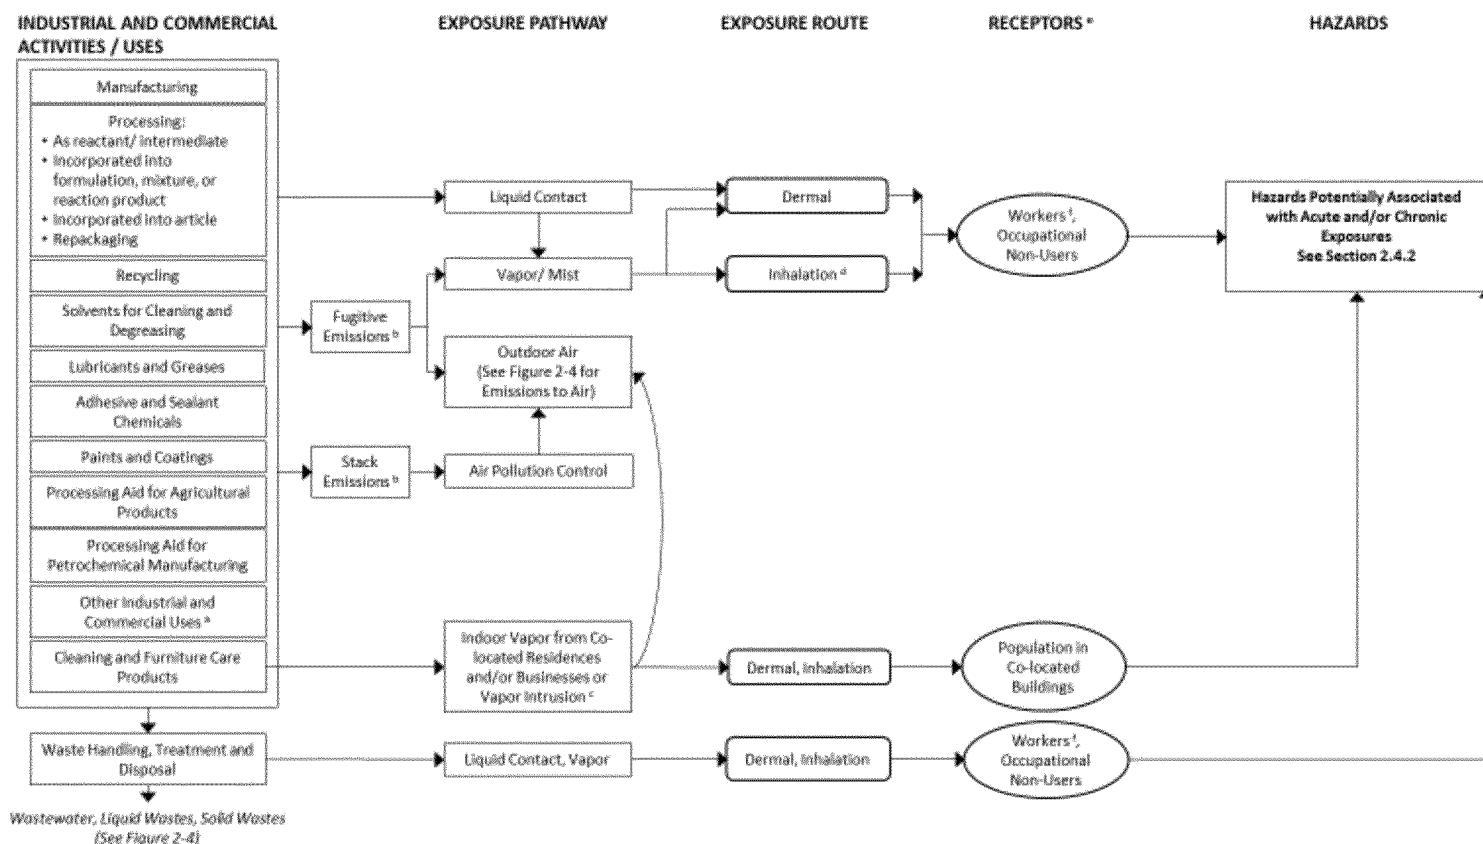 INDUSTRIAL AND COMMERCIAL
ACTIVITIES / USES
EXPOSURE PATHWAY
EXPOSURE ROUTE
RECEPTORS e
HAZARDS
Manufacturing
Processing:
• As reactant/ intermediate
• Incorporated into
formulation, mixture, or
reaction product
• Incorporated into article
• Repackaging
Recycling
Solvents for Cleaning and
Degreasing
Lubricants and Greases
Adhesive and Sealant
Chemicals
Paints and Coatings
Processing Aid for Agricultural
Products
Processing Aid for
Petrochemical Manufacturing
Other Industrial and
Commercial Uses a
Cleaning and Furniture Care
Products
Waste Handling, Treatment and
Disposal
Wastewater, Liquid Wastes, Solid Wastes
(See Figure 2-4)
Fugitive
Emissions b
Stack
Emissions b
Liquid Contact
Vapor/ Mist
Outdoor Air
(See Figure 2-4 for
Emissions to Air)
Air Pollution Control
Indoor Vapor from Co-
located Residences
and/or Businesses or
Vapor Intrusion c
Liquid Contact, Vapor
Dermal
Inhalation d
Dermal, Inhalation
Dermal, Inhalation
Workers f,
Occupational
Non-Users
Population in
Co-located
Buildings
Workers f,
Occupational
Non-Users
Hazards Potentially Associated
with Acute and/or Chronic
Exposures
See Section 2.4.2